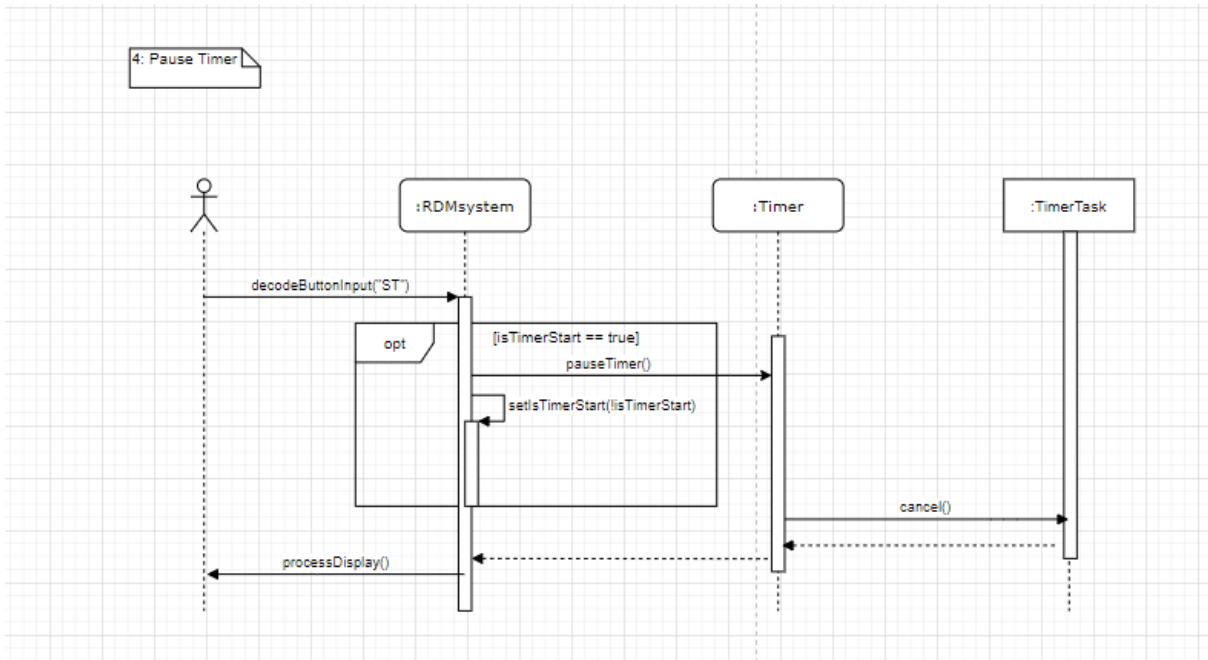 4: Pause Timer
:RDMsystem
:Timer
:TimerTask
decodeButtonInput("ST")
opt
[isTimerStart == true]
pauseTimer()
setIsTimerStart(!isTimerStart)
cancel()
processDisplay()